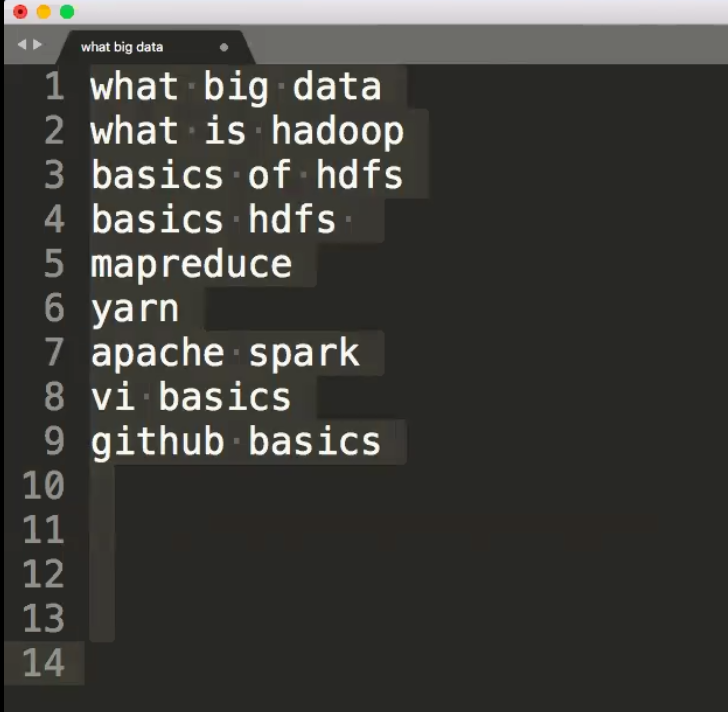 what big data
1 what big data
2 what is hadoop
3 basics of hdfs
4 basics hdfs
5 mapreduce
6 yarn
7 apache spark
8 vi basics
9 github basics
10
11
12
13
14